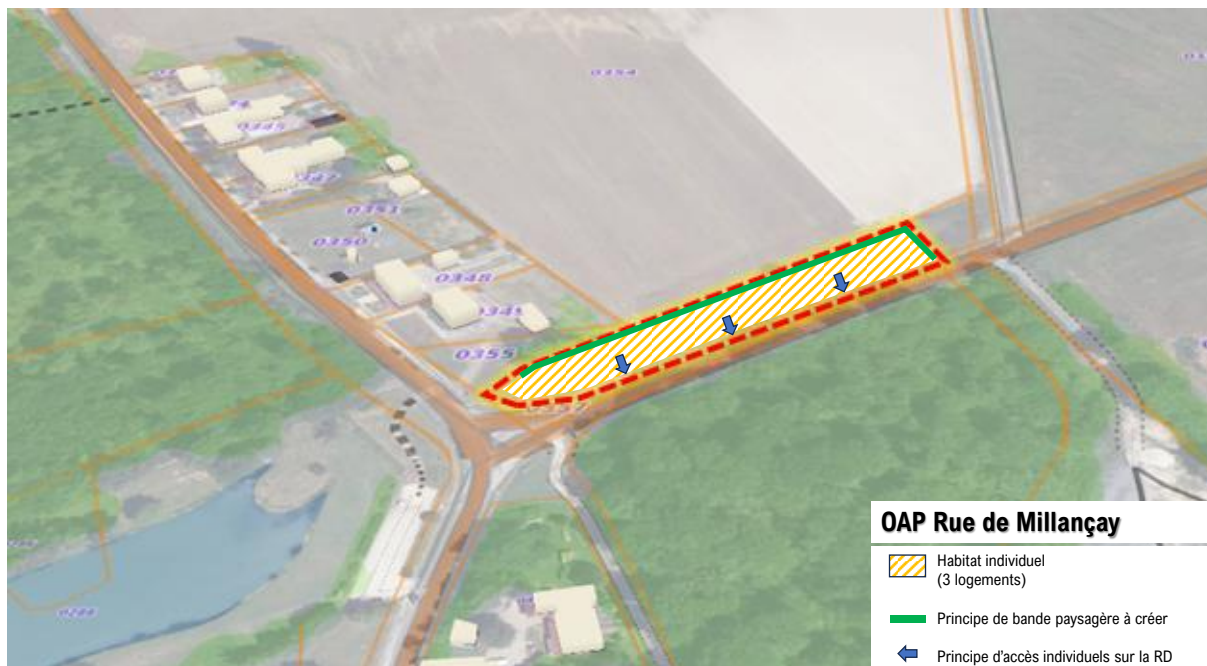 0354
0345
0347
0351
0350
0348
0355
0288
OAP Rue de Millançay
Habitat individuel
(3 logements)
Principe de bande paysagère à créer
Principe d'accès individuels sur la RD